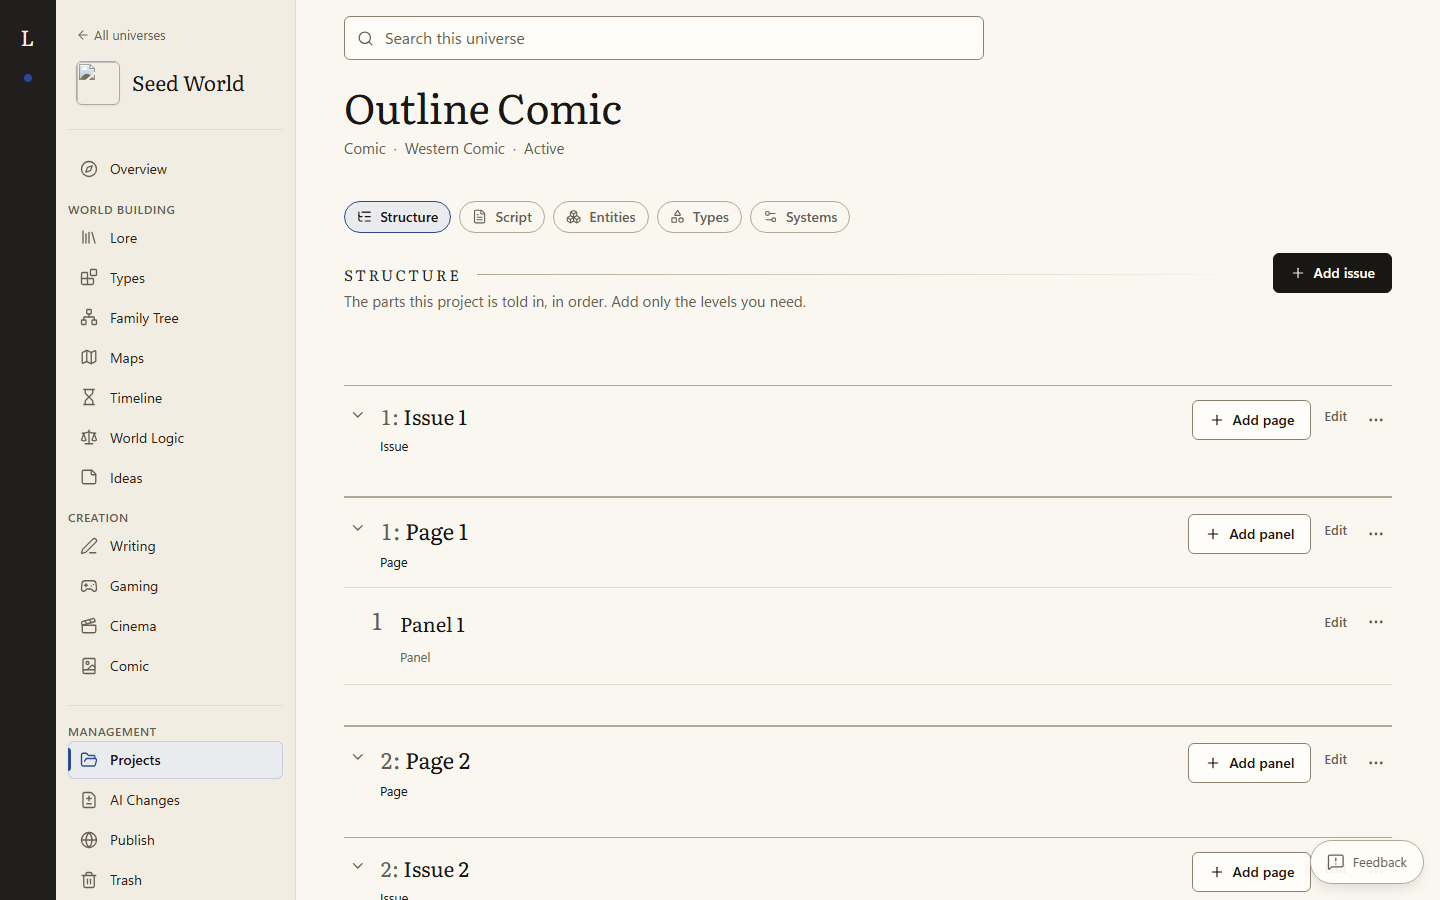 L
All universes
Seed World
Overview
WORLD BUILDING
Lore
Types
Family Tree
Maps
Timeline
World Logic
Ideas
CREATION
Writing
Gaming
Cinema
Comic
MANAGEMENT
Projects
AI Changes
Publish
Trash
Search this universe
Outline Comic
Comic · Western Comic · Active
Structure Script Entities Types Systems
STRUCTURE
Add issue
The parts this project is told in, in order. Add only the levels you need.
1: Issue 1
Issue
Add page Edit
1: Page 1
Page
Add panel Edit
1 Panel 1
Panel
Edit
2: Page 2
Page
Add panel Edit
2: Issue 2
Issue
Add page
Feedback